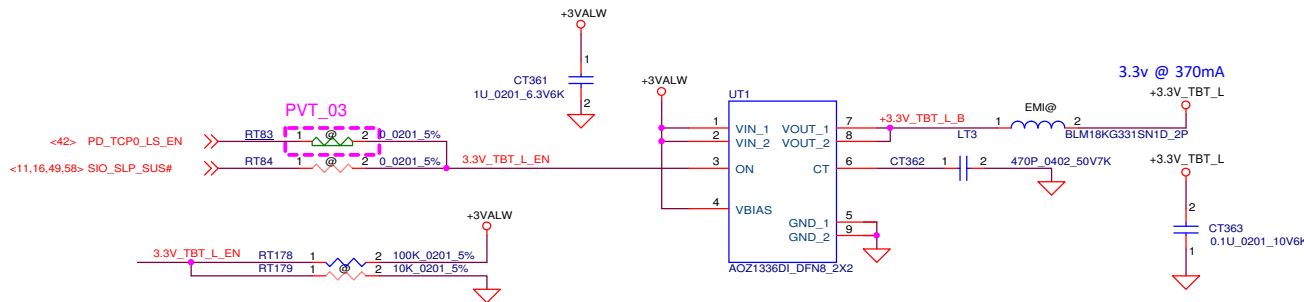 +3VALW
1
CT361
1U_0201_6.3V6K
2
PVT_03
<42> PD_TCP0_LS_EN
RT83 1 @ 2 0_0201_5%
<11,16,49,58> SIO_SLP_SUS#
RT84 1 @ 2 0_0201_5%
3.3V_TBT_L_EN
+3VALW
UT1
1 VIN_1
2 VIN_2
3 ON
4 VBIAS
VOUT_1 7
VOUT_2 8
CT 6
GND_1 5
GND_2 9
AOZ1336DI_DFN8_2X2
+3.3V_TBT_L_B
EMI@
LT3 1 2 BLM18KG331SN1D_2P
3.3v @ 370mA
+3.3V_TBT_L
CT362 1 2 470P_0402_50V7K
+3.3V_TBT_L
2
CT363
0.1U_0201_10V6K
1
+3VALW
3.3V_TBT_L_EN
RT178 1 2 100K_0201_5%
RT179 1 @ 2 10K_0201_5%